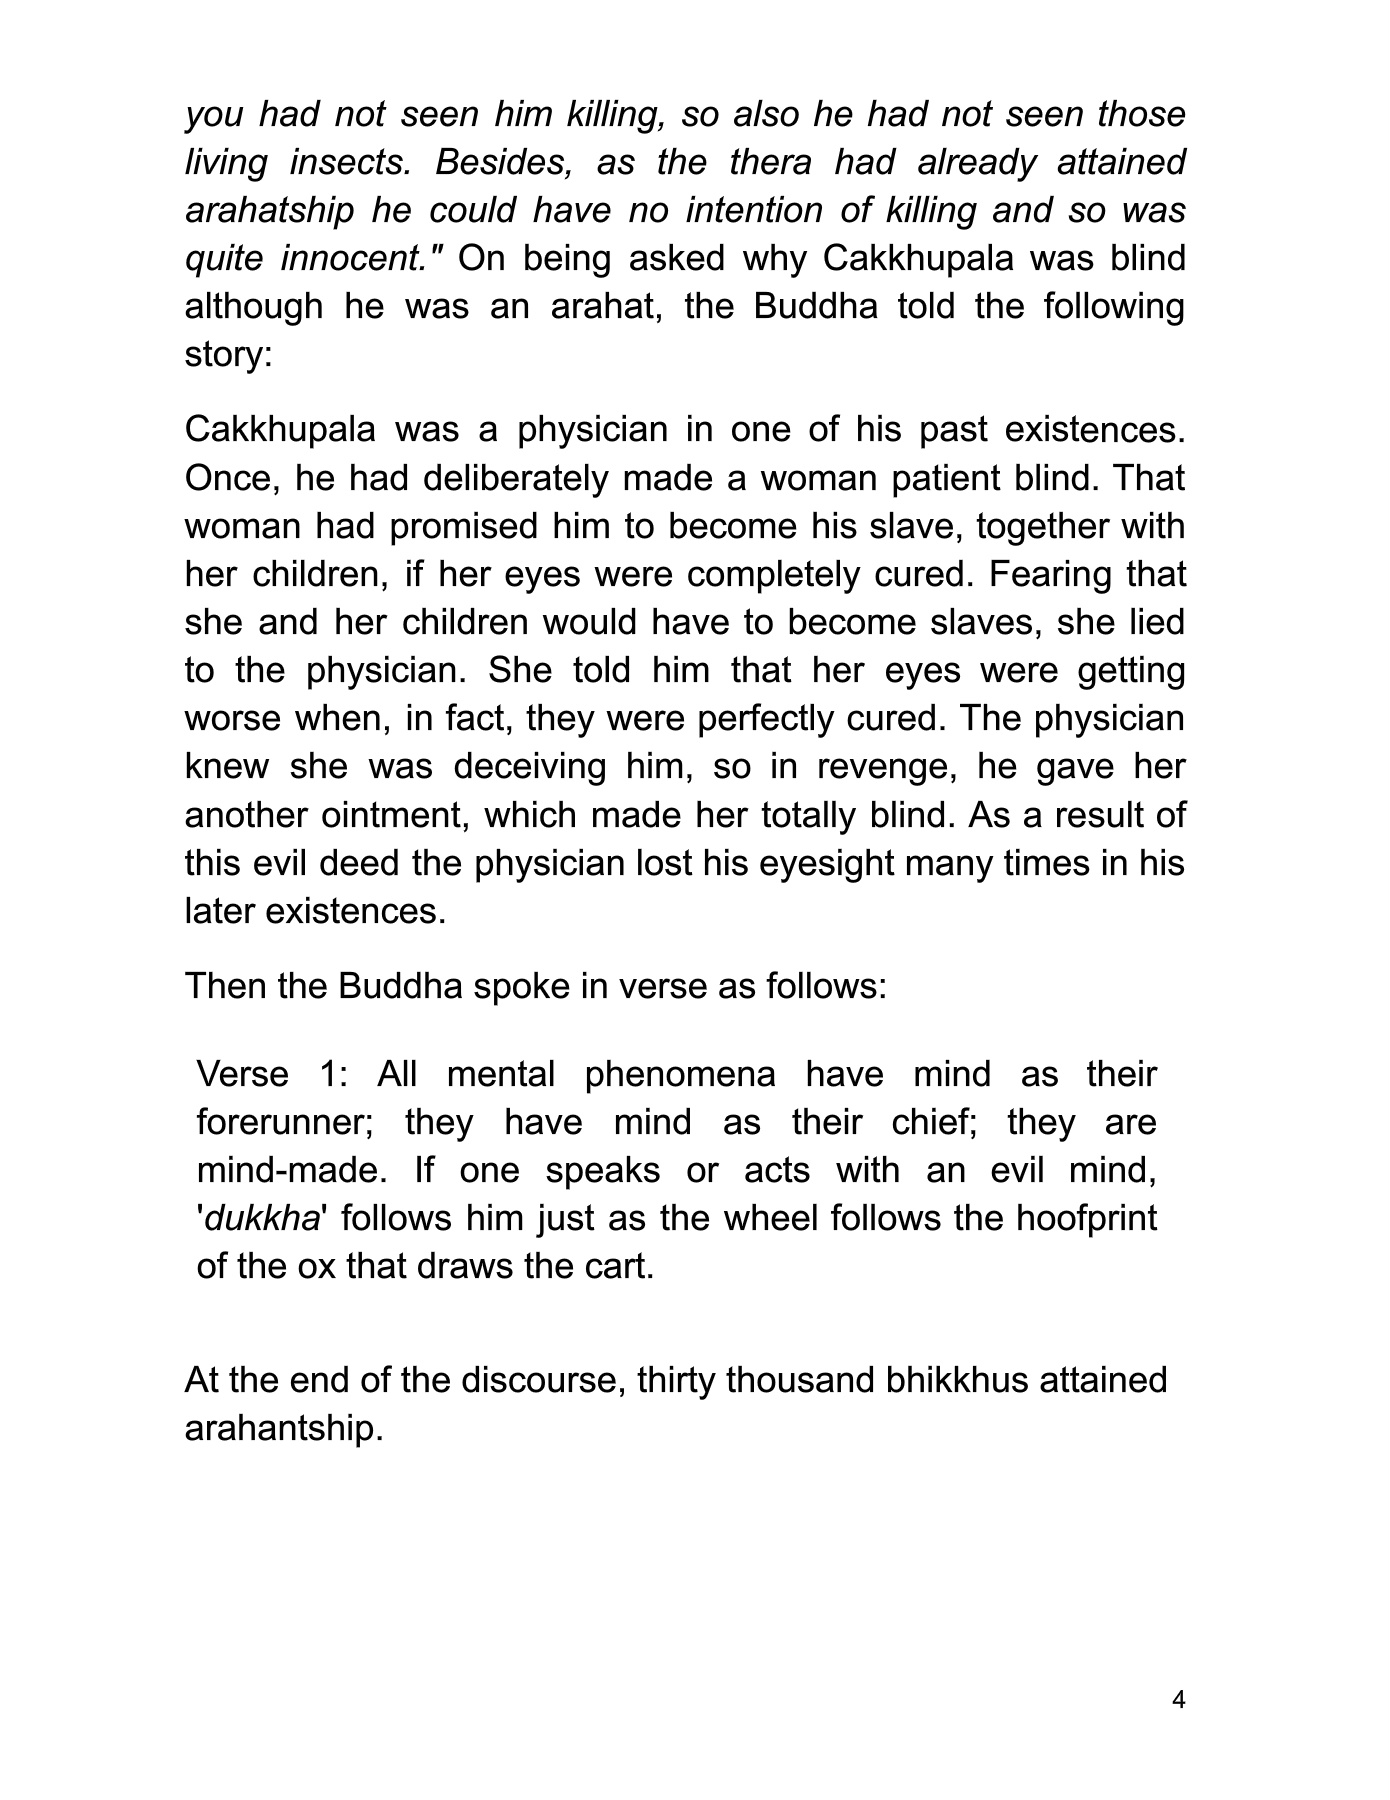 you had not seen him killing, so also he had not seen those
living insects. Besides, as the thera had already attained
arahatship he could have no intention of killing and so was
quite innocent." On being asked why Cakkhupala was blind
although he was an arahat, the Buddha told the following
story:
Cakkhupala was a physician in one of his past existences.
Once, he had deliberately made a woman patient blind. That
woman had promised him to become his slave, together with
her children, if her eyes were completely cured. Fearing that
she and her children would have to become slaves, she lied
to the physician. She told him that her eyes were getting
worse when, in fact, they were perfectly cured. The physician
knew she was deceiving him, so in revenge, he gave her
another ointment, which made her totally blind. As a result of
this evil deed the physician lost his eyesight many times in his
later existences.
Then the Buddha spoke in verse as follows:
Verse 1: All mental phenomena have mind as their
forerunner; they have mind as their chief; they are
mind-made. If one speaks or acts with an evil mind,
'dukkha' follows him just as the wheel follows the hoofprint
of the ox that draws the cart.
At the end of the discourse, thirty thousand bhikkhus attained
arahantship.
4